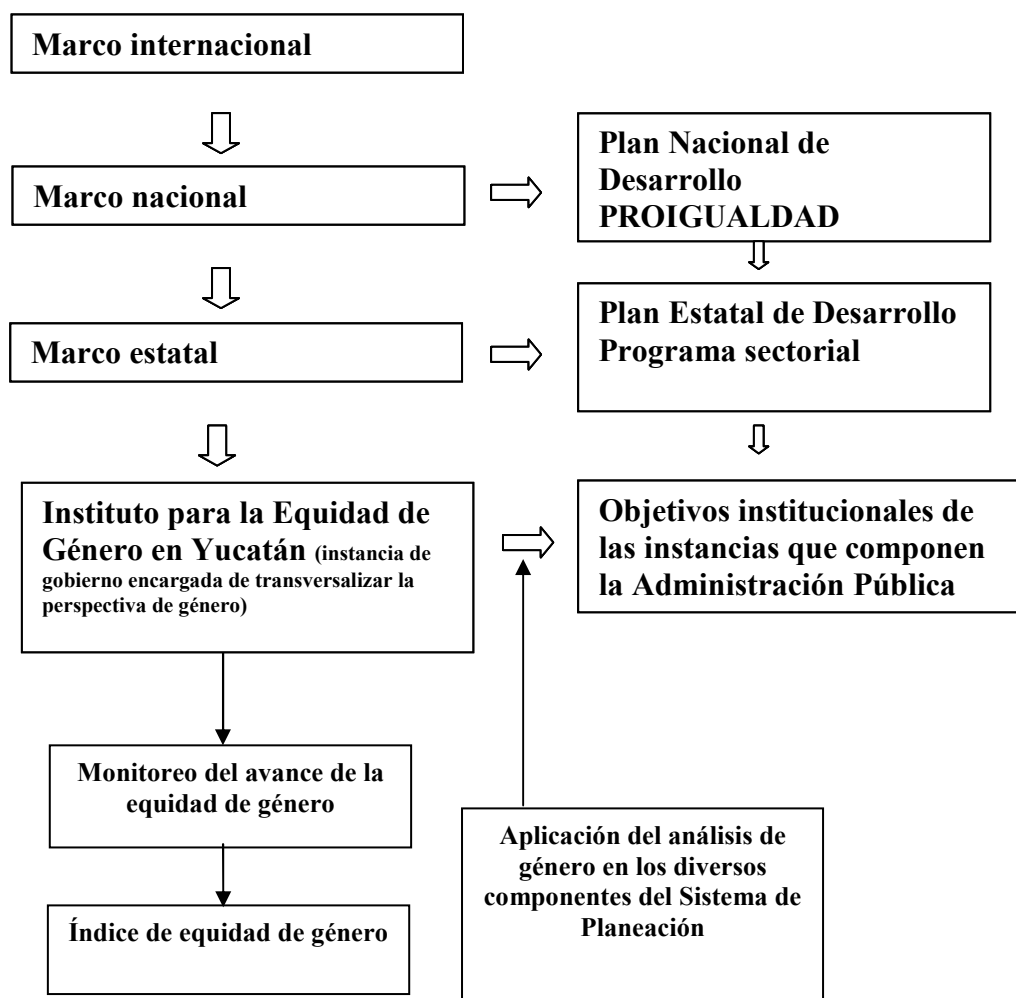 Marco internacional
Marco nacional
Plan Nacional de
Desarrollo
PROIGUALDAD
Marco estatal
Plan Estatal de Desarrollo
Programa sectorial
Instituto para la Equidad de
Género en Yucatán (instancia de
gobierno encargada de transversalizar la
perspectiva de género)
Objetivos institucionales de
las instancias que componen
la Administración Pública
Monitoreo del avance de la
equidad de género
Índice de equidad de género
Aplicación del análisis de
género en los diversos
componentes del Sistema de
Planeación